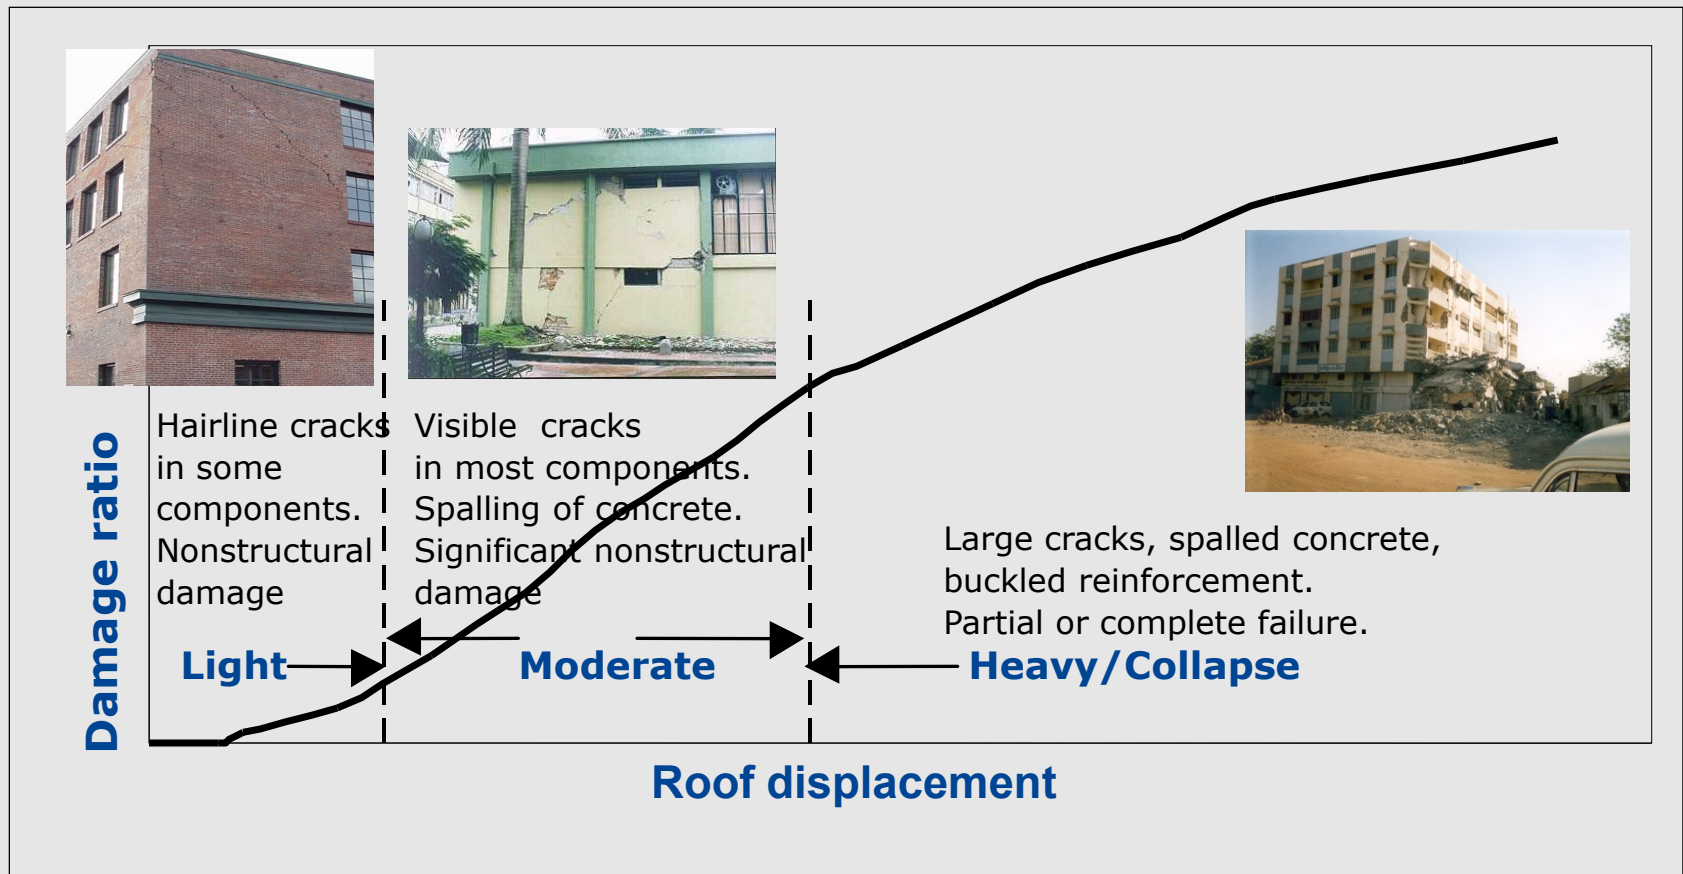 Hairline cracks
in some
components.
Nonstructural
damage
Light
Visible  cracks
in most components.
Spalling of concrete.
Significant nonstructural
damage
Moderate
Large cracks, spalled concrete,
buckled reinforcement.
Partial or complete failure.
Heavy/Collapse
Damage ratio
Roof displacement